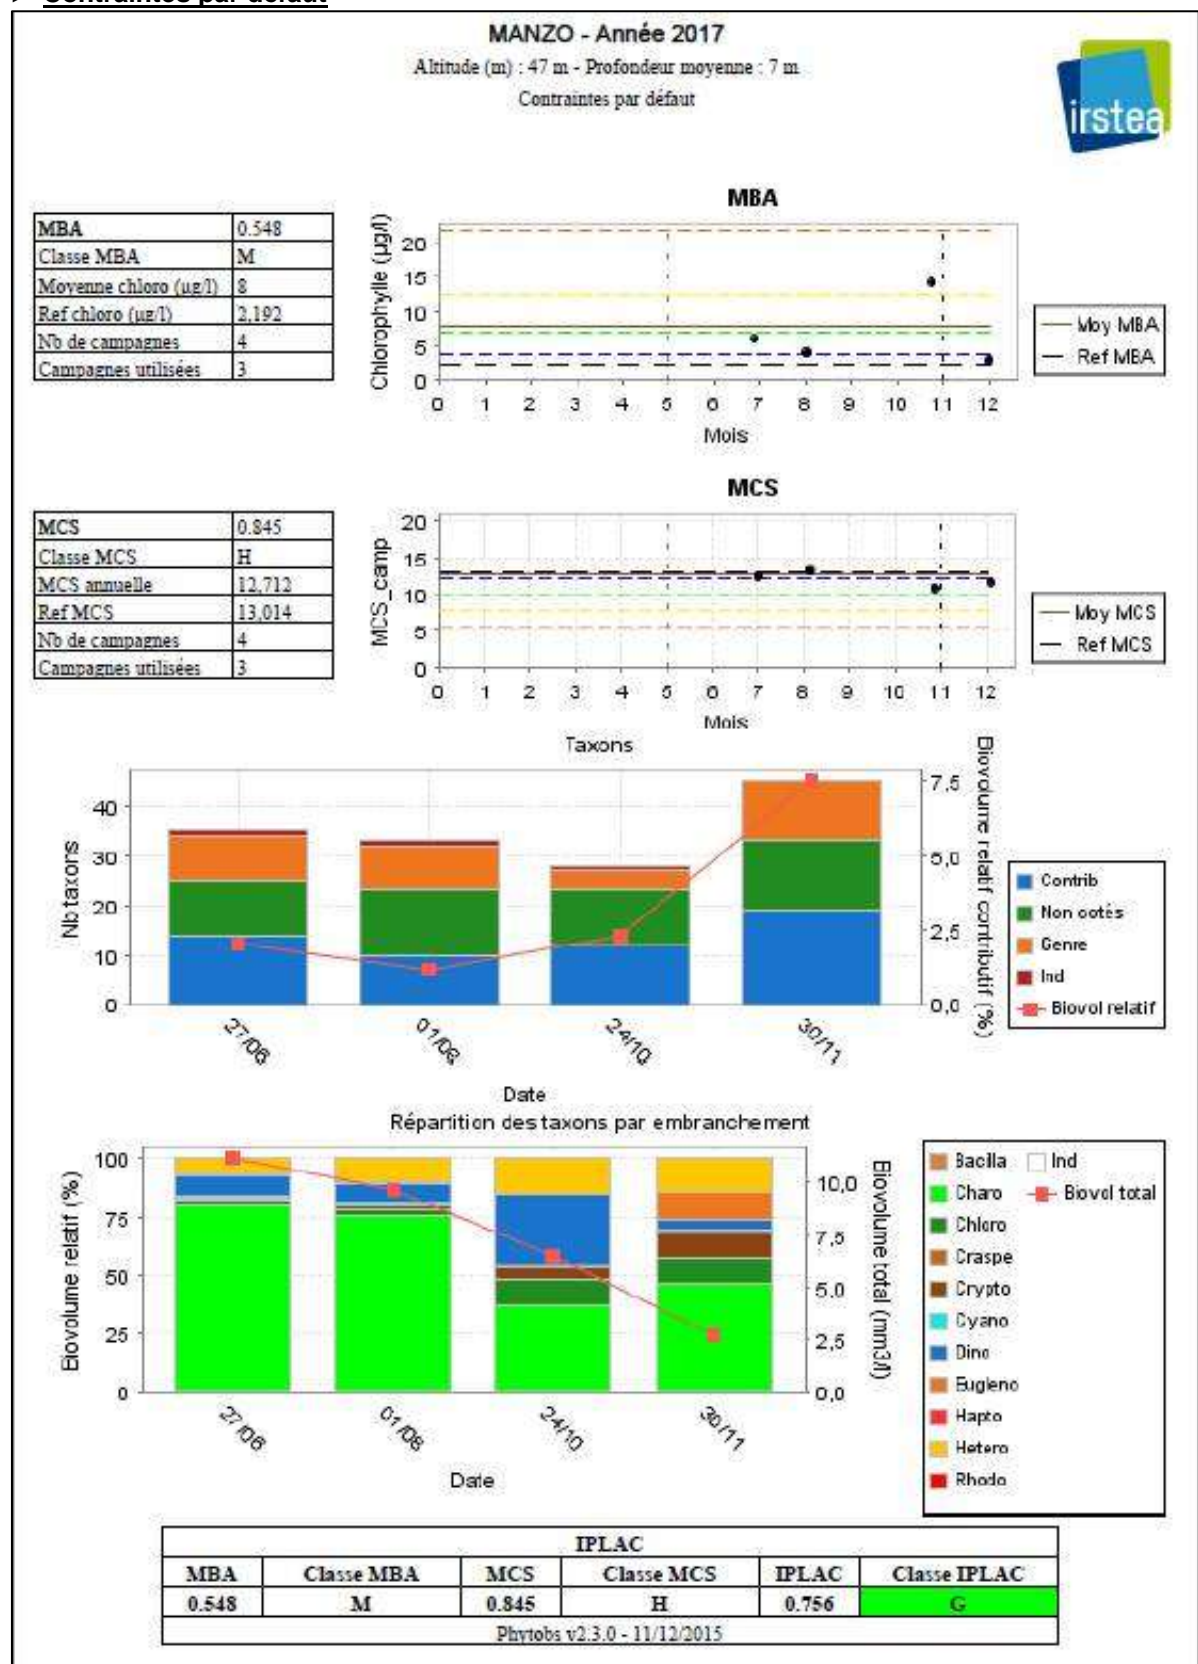 Contraintes par défaut
MANZO - Année 2017
Altitude (m) : 47 m - Profondeur moyenne : 7 m
Contraintes par défaut
irstea
MBA 0.548
Classe MBA M
Moyenne chloro (µg/l) 8
Ref chloro (µg/l) 2,192
Nb de campagnes 4
Campagnes utilisées 3
MBA
Chlorophylle (µg/l)
20
15
10
5
0
0 1 2 3 4 5 6 7 8 9 10 11 12
Mois
Moy MBA
Ref MBA
MCS 0.845
Classe MCS H
MCS annuelle 12,712
Ref MCS 13,014
Nb de campagnes 4
Campagnes utilisées 3
MCS
MCS_camp
20
15
10
5
0
0 1 2 3 4 5 6 7 8 9 10 11 12
Mois
Moy MCS
Ref MCS
Taxons
Nb taxons
40
30
20
10
0
7,5
5,0
2,5
0,0
Biovolume relatif contributif (%)
27/06 01/08 24/10 30/11
Date
Contrib
Non cotés
Genre
Ind
Biovol relatif
Répartition des taxons par embranchement
Biovolume relatif (%)
100
75
50
25
0
10,0
7,5
5,0
2,5
0,0
Biovolume total (mm3/l)
27/06 01/08 24/10 30/11
Date
Bacilla Ind
Charo Biovol total
Chloro
Craspe
Crypto
Cyano
Dino
Eugleno
Hapto
Hetero
Rhodo
IPLAC
MBA Classe MBA MCS Classe MCS IPLAC Classe IPLAC
0.548 M 0.845 H 0.756 G
Phytobs v2.3.0 - 11/12/2015